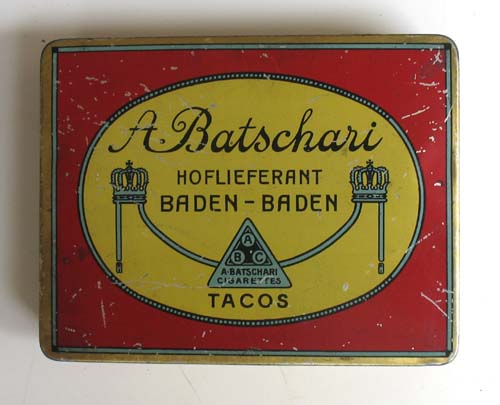 A. Batschari
HOFLIEFERANT
BADEN-BADEN
A
B C
A·BATSCHARI
CIGARETTES
TACOS